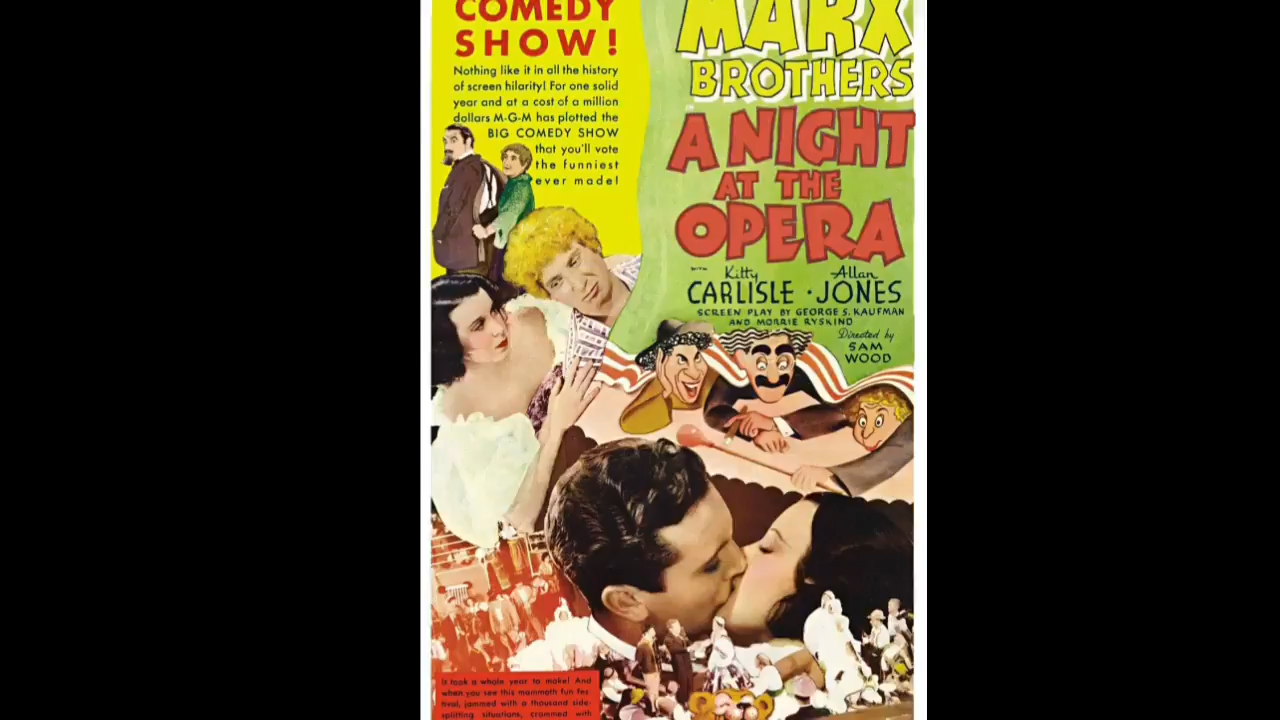 COMEDY
SHOW!
Nothing like it in all the history
of screen hilarity! For one solid
year and at a cost of a million
dollars M-G-M has plotted the
BIG COMEDY SHOW
that you'll vote
the funniest
ever made!
MARX
BROTHERS
IN
A NIGHT
AT THE
OPERA
WITH
Kitty CARLISLE · Allan JONES
SCREEN PLAY BY GEORGE S. KAUFMAN
AND MORRIE RYSKIND
Directed by
SAM
WOOD
It took a whole year to make! And
when you see this mammoth fun fes-
tival, jammed with a thousand side-
splitting situations, crammed with